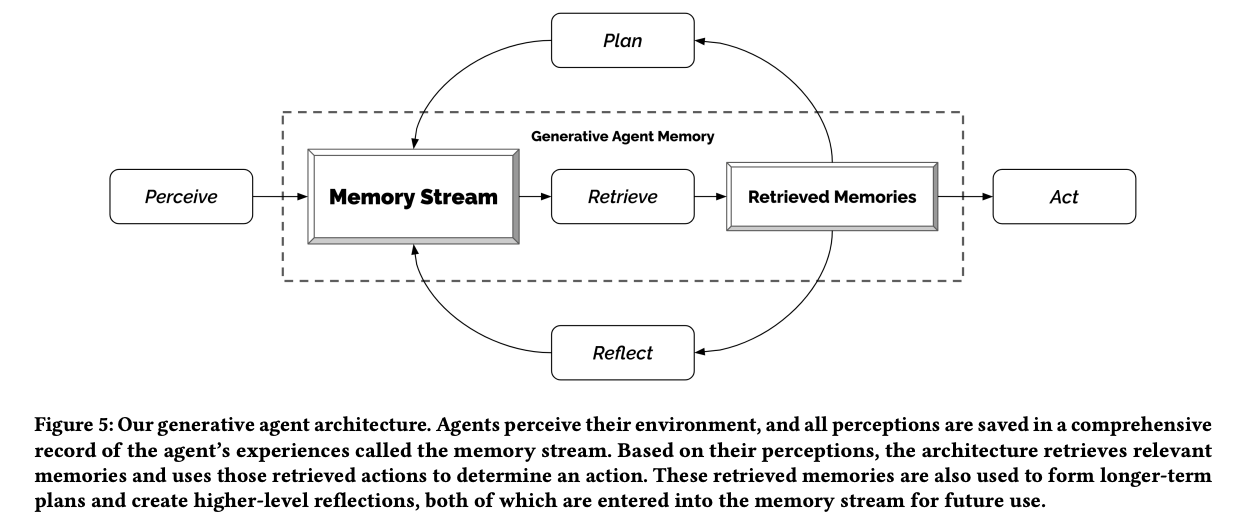 Plan
Generative Agent Memory
Perceive
Memory Stream
Retrieve
Retrieved Memories
Act
Reflect
Figure 5: Our generative agent architecture. Agents perceive their environment, and all perceptions are saved in a comprehensive
record of the agent’s experiences called the memory stream. Based on their perceptions, the architecture retrieves relevant
memories and uses those retrieved actions to determine an action. These retrieved memories are also used to form longer-term
plans and create higher-level reflections, both of which are entered into the memory stream for future use.